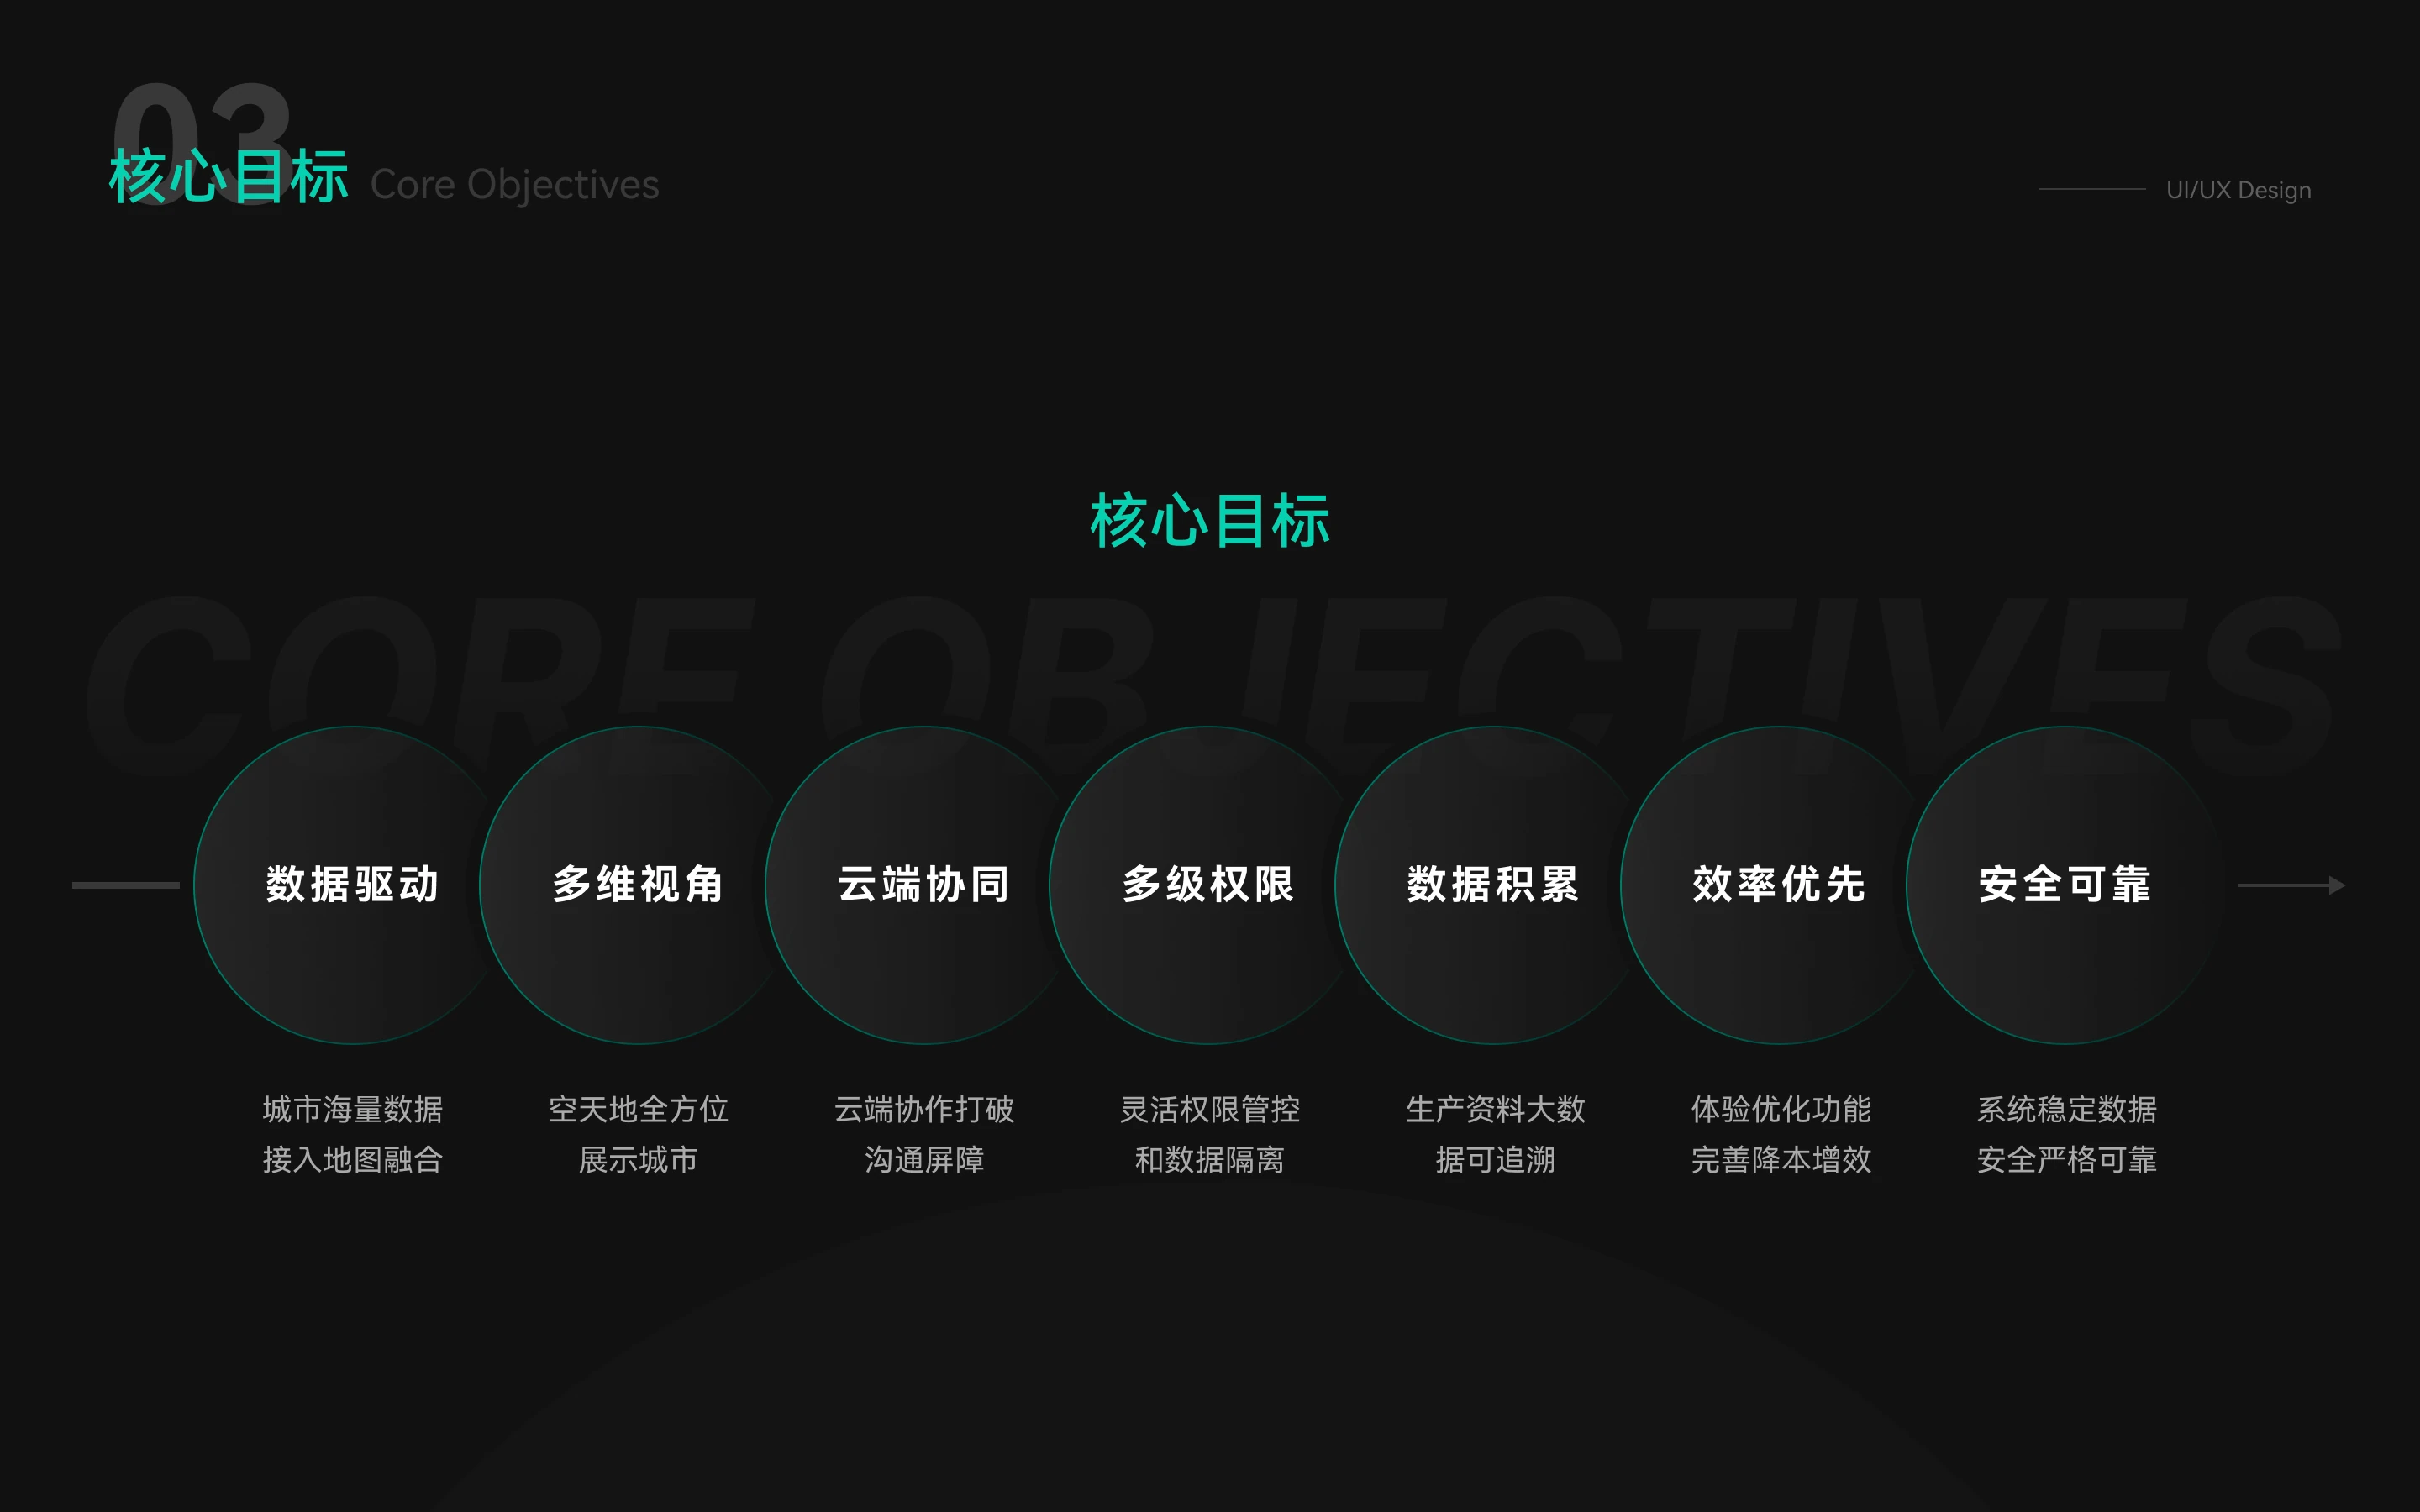 03
核心目标 Core Objectives
UI/UX Design
核心目标
CORE OBJECTIVES
数据驱动
多维视角
云端协同
多级权限
数据积累
效率优先
安全可靠
城市海量数据
接入地图融合
空天地全方位
展示城市
云端协作打破
沟通屏障
灵活权限管控
和数据隔离
生产资料大数
据可追溯
体验优化功能
完善降本增效
系统稳定数据
安全严格可靠